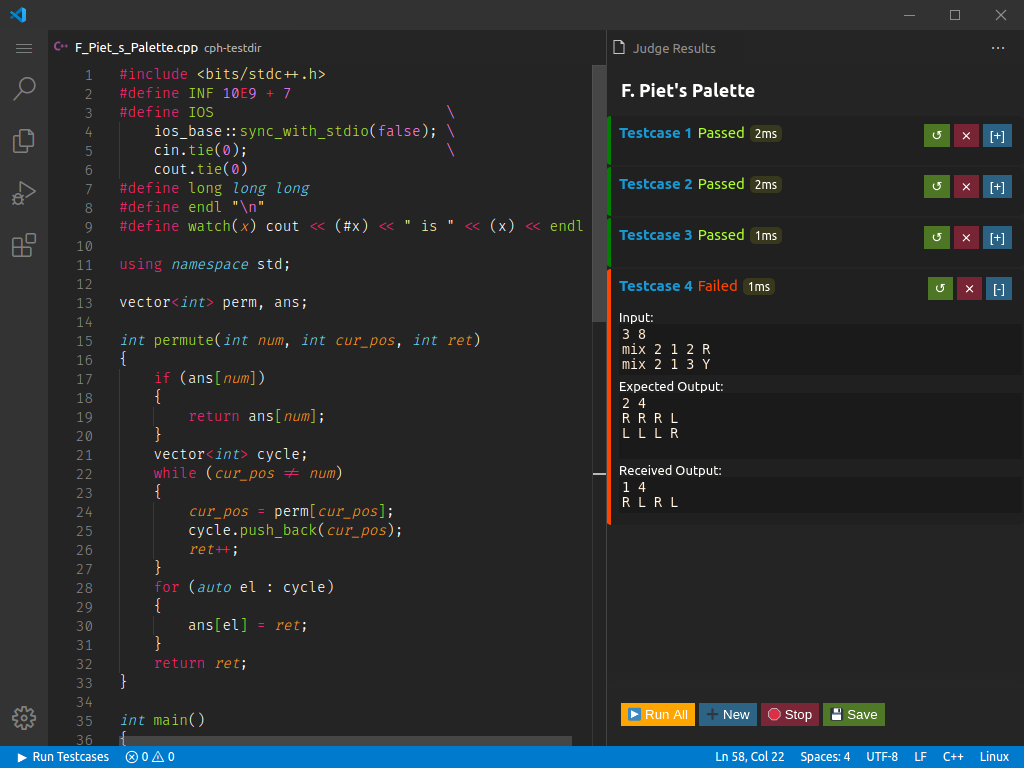 F_Piet_s_Palette.cpp cph-testdir
1 #include <bits/stdc++.h>
2 #define INF 10E9 + 7
3 #define IOS \
4 ios_base::sync_with_stdio(false); \
5 cin.tie(0); \
6 cout.tie(0)
7 #define long long long
8 #define endl "\n"
9 #define watch(x) cout << (#x) << " is " << (x) << endl
10
11 using namespace std;
12
13 vector<int> perm, ans;
14
15 int permute(int num, int cur_pos, int ret)
16 {
17 if (ans[num])
18 {
19 return ans[num];
20 }
21 vector<int> cycle;
22 while (cur_pos != num)
23 {
24 cur_pos = perm[cur_pos];
25 cycle.push_back(cur_pos);
26 ret++;
27 }
28 for (auto el : cycle)
29 {
30 ans[el] = ret;
31 }
32 return ret;
33 }
34
35 int main()
36 {
Judge Results
F. Piet's Palette
Testcase 1 Passed 2ms [+]
Testcase 2 Passed 2ms [+]
Testcase 3 Passed 1ms [+]
Testcase 4 Failed 1ms [-]
Input:
3 8
mix 2 1 2 R
mix 2 1 3 Y
Expected Output:
2 4
R R R L
L L L R
Received Output:
1 4
R L R L
Run All New Stop Save
Run Testcases 0 0 Ln 58, Col 22 Spaces: 4 UTF-8 LF C++ Linux